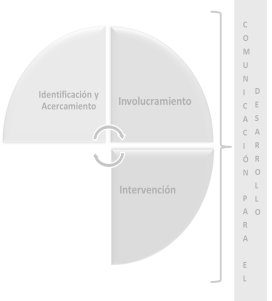 Identificación y
Acercamiento
Involucramiento
Intervención
COMUNICACIÓN PARA EL
DESARROLLO